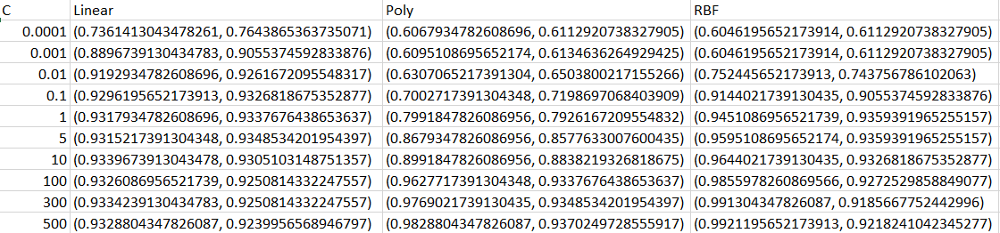 C Linear Poly RBF
0.0001 (0.7361413043478261, 0.7643865363735071) (0.6067934782608696, 0.6112920738327905) (0.6046195652173914, 0.6112920738327905)
0.001 (0.8896739130434783, 0.9055374592833876) (0.6095108695652174, 0.6134636264929425) (0.6046195652173914, 0.6112920738327905)
0.01 (0.9192934782608696, 0.9261672095548317) (0.6307065217391304, 0.6503800217155266) (0.752445652173913, 0.743756786102063)
0.1 (0.9296195652173913, 0.9326818675352877) (0.7002717391304348, 0.7198697068403909) (0.9144021739130435, 0.9055374592833876)
1 (0.9317934782608696, 0.9337676438653637) (0.7991847826086956, 0.7926167209554832) (0.9451086956521739, 0.9359391965255157)
5 (0.9315217391304348, 0.9348534201954397) (0.8679347826086956, 0.8577633007600435) (0.9595108695652174, 0.9359391965255157)
10 (0.9339673913043478, 0.9305103148751357) (0.8991847826086956, 0.8838219326818675) (0.9644021739130435, 0.9326818675352877)
100 (0.9326086956521739, 0.9250814332247557) (0.9627717391304348, 0.9337676438653637) (0.9855978260869566, 0.9272529858849077)
300 (0.9334239130434783, 0.9250814332247557) (0.9769021739130435, 0.9348534201954397) (0.991304347826087, 0.9185667752442996)
500 (0.9328804347826087, 0.9239956568946797) (0.9828804347826087, 0.9370249728555917) (0.9921195652173913, 0.9218241042345277)